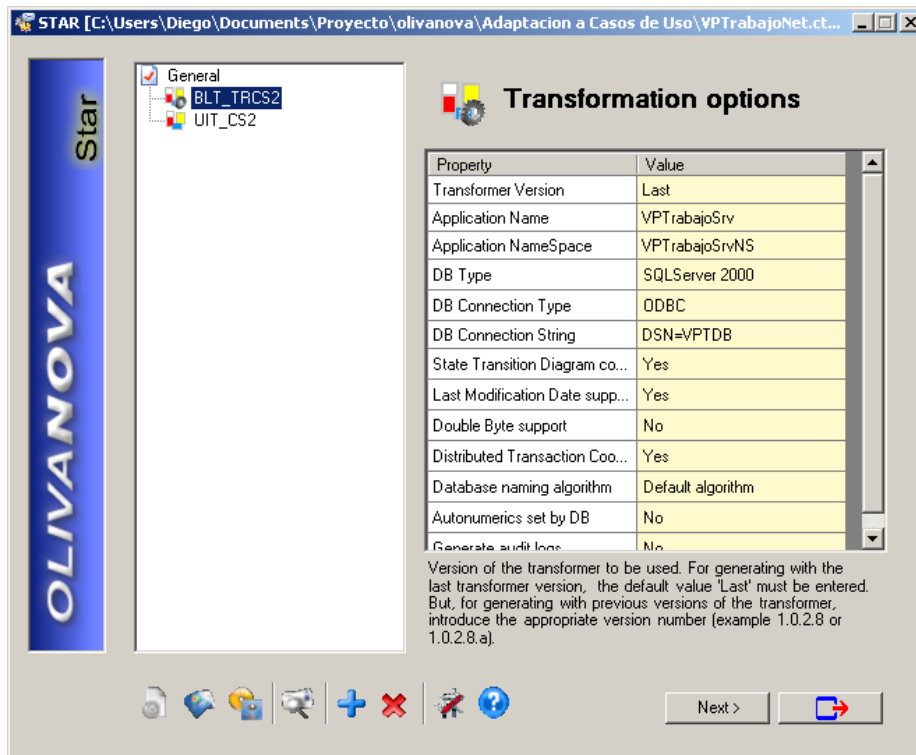 STAR [C:\Users\Diego\Documents\Proyecto\olivanova\Adaptacion a Casos de Uso\VPTrabajoNet.ct...
Star
OLIVANOVA
General
BLT_TRCS2
UIT_CS2
Transformation options
Property Value
Transformer Version Last
Application Name VPTrabajoSrv
Application NameSpace VPTrabajoSrvNS
DB Type SQLServer 2000
DB Connection Type ODBC
DB Connection String DSN=VPTDB
State Transition Diagram co... Yes
Last Modification Date supp... Yes
Double Byte support No
Distributed Transaction Coo... Yes
Database naming algorithm Default algorithm
Autonumerics set by DB No
Generate audit logs No
Version of the transformer to be used. For generating with the
last transformer version, the default value 'Last' must be entered.
But, for generating with previous versions of the transformer,
introduce the appropriate version number (example 1.0.2.8 or
1.0.2.8.a).
Next >